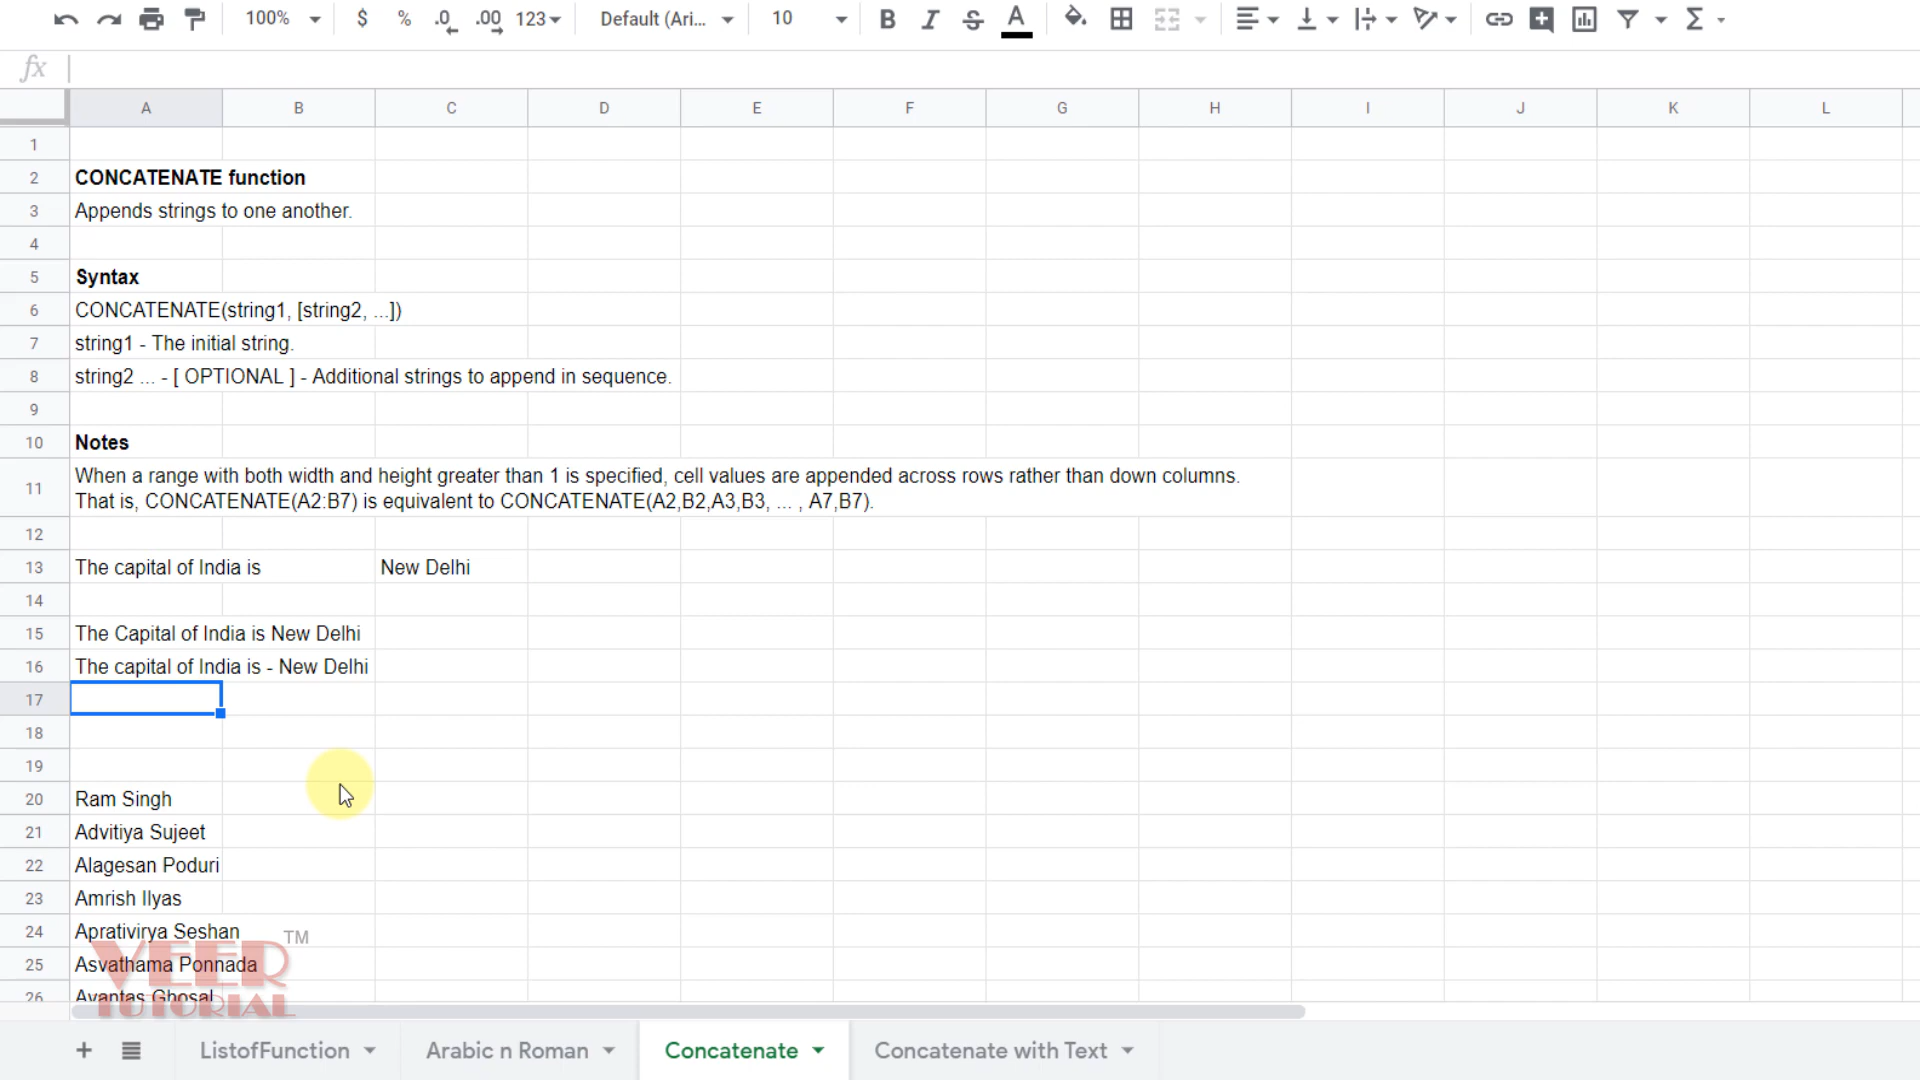 100% $ % .0 .00 123 Default (Ari... 10 B I S A
fx
A B C D E F G H I J K L
1
2 CONCATENATE function
3 Appends strings to one another.
4
5 Syntax
6 CONCATENATE(string1, [string2, ...])
7 string1 - The initial string.
8 string2 ... - [ OPTIONAL ] - Additional strings to append in sequence.
9
10 Notes
11 When a range with both width and height greater than 1 is specified, cell values are appended across rows rather than down columns.
That is, CONCATENATE(A2:B7) is equivalent to CONCATENATE(A2,B2,A3,B3, ... , A7,B7).
12
13 The capital of India is New Delhi
14
15 The Capital of India is New Delhi
16 The capital of India is - New Delhi
17
18
19
20 Ram Singh
21 Advitiya Sujeet
22 Alagesan Poduri
23 Amrish Ilyas
24 Aprativirya Seshan
25 Asvathama Ponnada
26 Avantas Ghosal
VEER TM
TUTORIAL
ListofFunction Arabic n Roman Concatenate Concatenate with Text